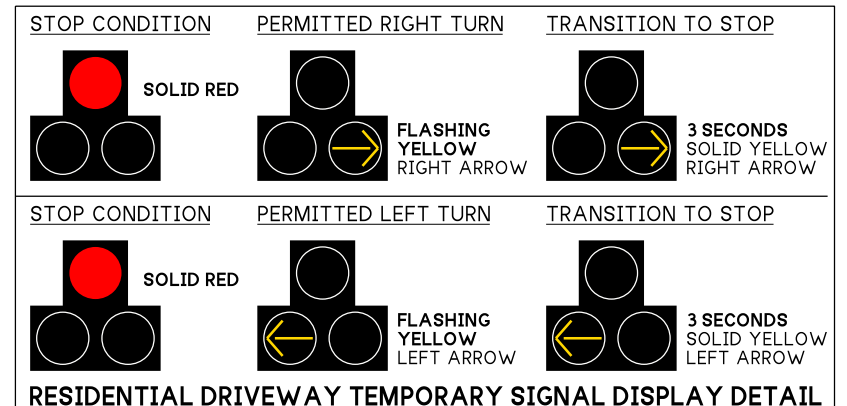 STOP CONDITION
PERMITTED RIGHT TURN
TRANSITION TO STOP
SOLID RED
FLASHING
YELLOW
RIGHT ARROW
3 SECONDS
SOLID YELLOW
RIGHT ARROW
STOP CONDITION
PERMITTED LEFT TURN
TRANSITION TO STOP
SOLID RED
FLASHING
YELLOW
LEFT ARROW
3 SECONDS
SOLID YELLOW
LEFT ARROW
RESIDENTIAL DRIVEWAY TEMPORARY SIGNAL DISPLAY DETAIL